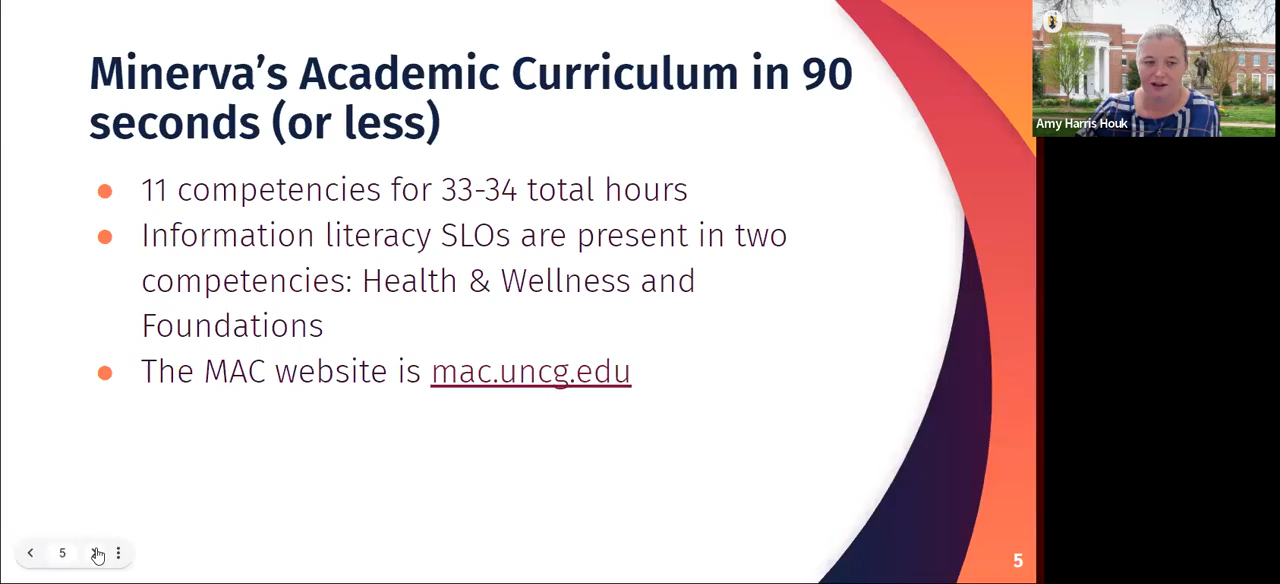 Minerva’s Academic Curriculum in 90
seconds (or less)
● 11 competencies for 33-34 total hours
● Information literacy SLOs are present in two
competencies: Health & Wellness and
Foundations
● The MAC website is mac.uncg.edu
Amy Harris Houk
5
5